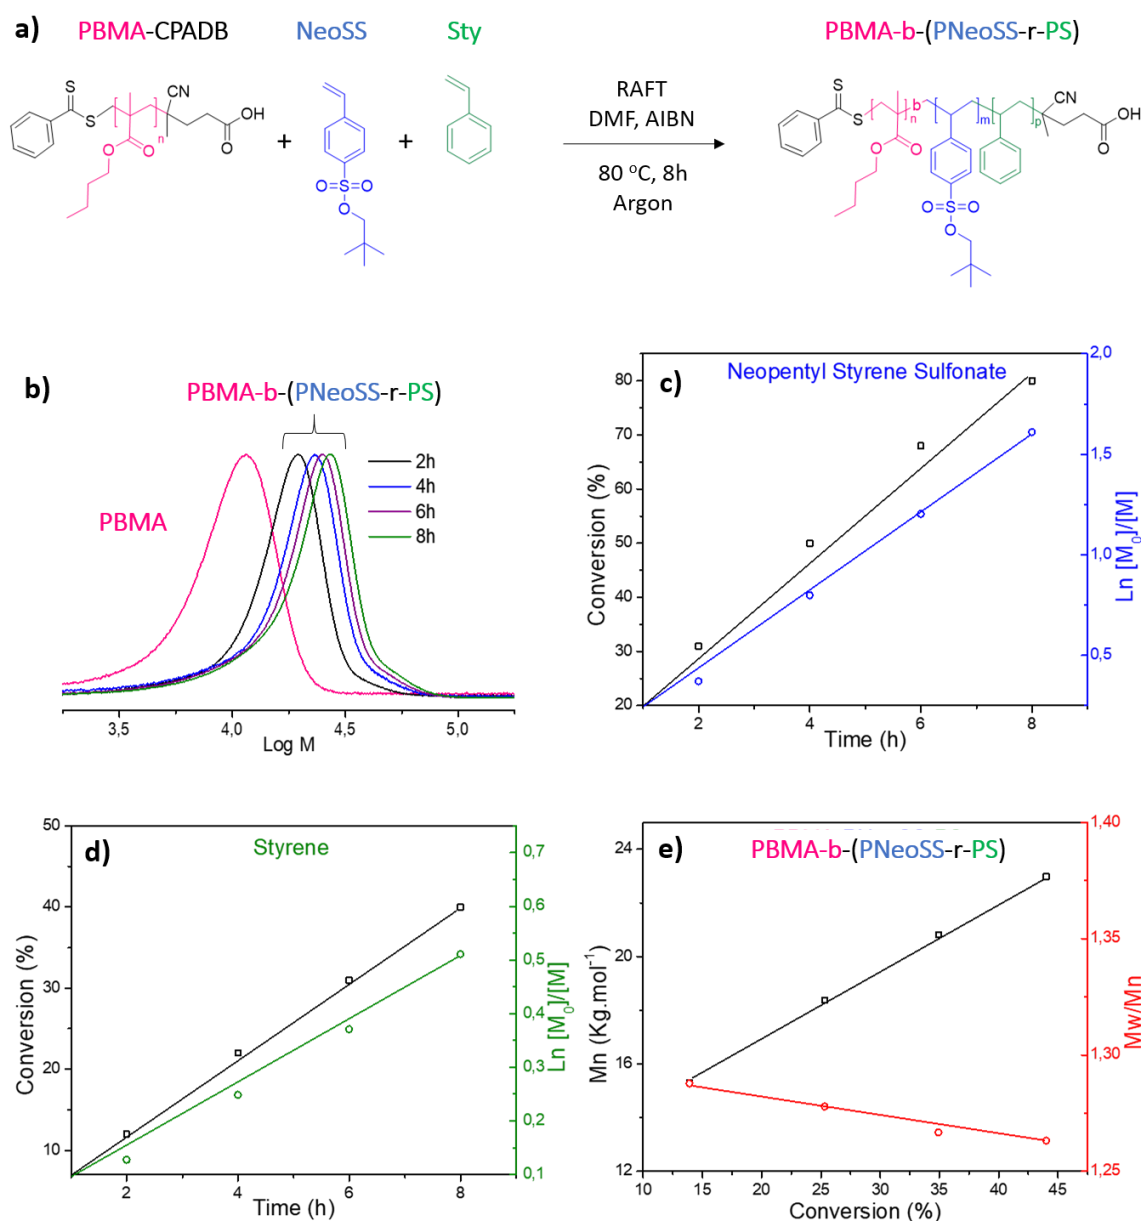 a)
PBMA-CPADB
NeoSS
Sty
PBMA-b-(PNeoSS-r-PS)
S
S
n
CN
OH
O
O
O
+
O=S=O
O
+
RAFT
DMF, AIBN
80 °C, 8h
Argon
S
S
b
n
m
p
CN
OH
O
O
O
O=S=O
O
b)
PBMA-b-(PNeoSS-r-PS)
PBMA
2h
4h
6h
8h
3,5
4,0
4,5
5,0
Log M
c)
Neopentyl Styrene Sulfonate
Conversion (%)
80
70
60
50
40
30
20
2
4
6
8
Time (h)
2,0
1,5
1,0
0,5
Ln [M0]/[M]
d)
Styrene
Conversion (%)
50
40
30
20
10
2
4
6
8
Time (h)
0,7
0,6
0,5
0,4
0,3
0,2
0,1
Ln [M0]/[M]
e)
PBMA-b-(PNeoSS-r-PS)
Mn (Kg.mol-1)
24
20
16
12
10
15
20
25
30
35
40
45
Conversion (%)
1,40
1,35
1,30
1,25
Mw/Mn